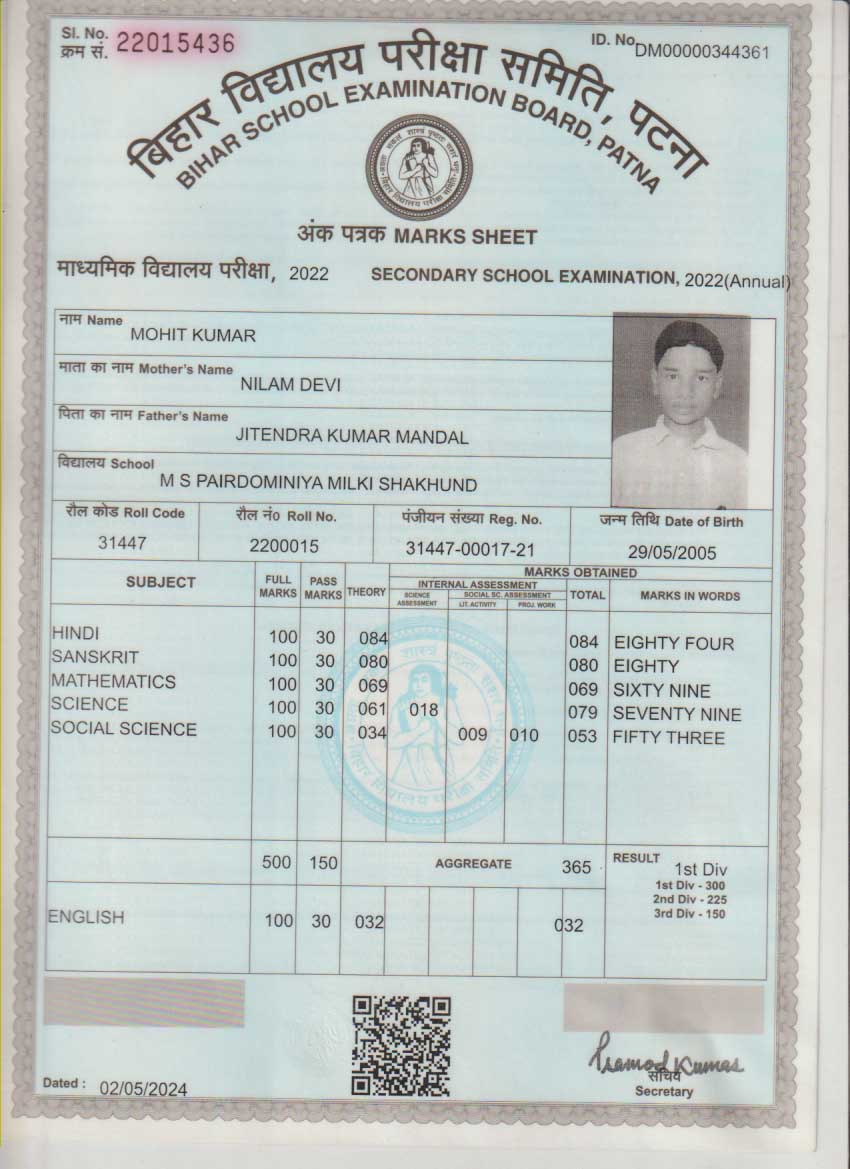 Sl. No.
क्रम सं. 22015436
ID. No DM00000344361
बिहार विद्यालय परीक्षा समिति, पटना
BIHAR SCHOOL EXAMINATION BOARD, PATNA
अंक पत्रक MARKS SHEET
माध्यमिक विद्यालय परीक्षा, 2022 SECONDARY SCHOOL EXAMINATION, 2022(Annual)
नाम Name
MOHIT KUMAR
माता का नाम Mother's Name
NILAM DEVI
पिता का नाम Father's Name
JITENDRA KUMAR MANDAL
विद्यालय School
M S PAIRDOMINIYA MILKI SHAKHUND
रौल कोड Roll Code रौल नं० Roll No. पंजीयन संख्या Reg. No. जन्म तिथि Date of Birth
31447 2200015 31447-00017-21 29/05/2005
MARKS OBTAINED
SUBJECT FULL MARKS PASS MARKS THEORY INTERNAL ASSESSMENT TOTAL MARKS IN WORDS
SCIENCE ASSESSMENT SOCIAL SC. ASSESSMENT
LIT. ACTIVITY PROJ. WORK
HINDI 100 30 084 084 EIGHTY FOUR
SANSKRIT 100 30 080 080 EIGHTY
MATHEMATICS 100 30 069 069 SIXTY NINE
SCIENCE 100 30 061 018 079 SEVENTY NINE
SOCIAL SCIENCE 100 30 034 009 010 053 FIFTY THREE
500 150 AGGREGATE 365 RESULT 1st Div
1st Div - 300
2nd Div - 225
3rd Div - 150
ENGLISH 100 30 032 032
Pramod Kumar
सचिव
Secretary
Dated : 02/05/2024